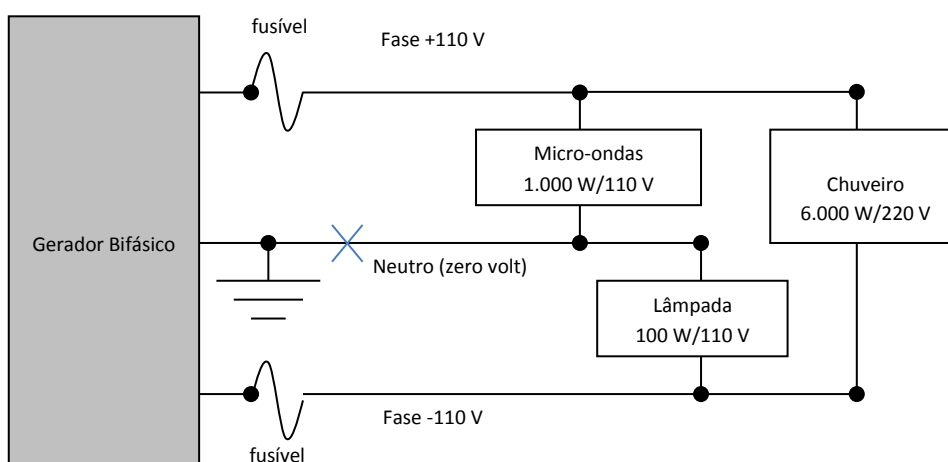 fusível
Fase +110 V
Micro-ondas
1.000 W/110 V
Chuveiro
6.000 W/220 V
Gerador Bifásico
Neutro (zero volt)
Lâmpada
100 W/110 V
Fase -110 V
fusível